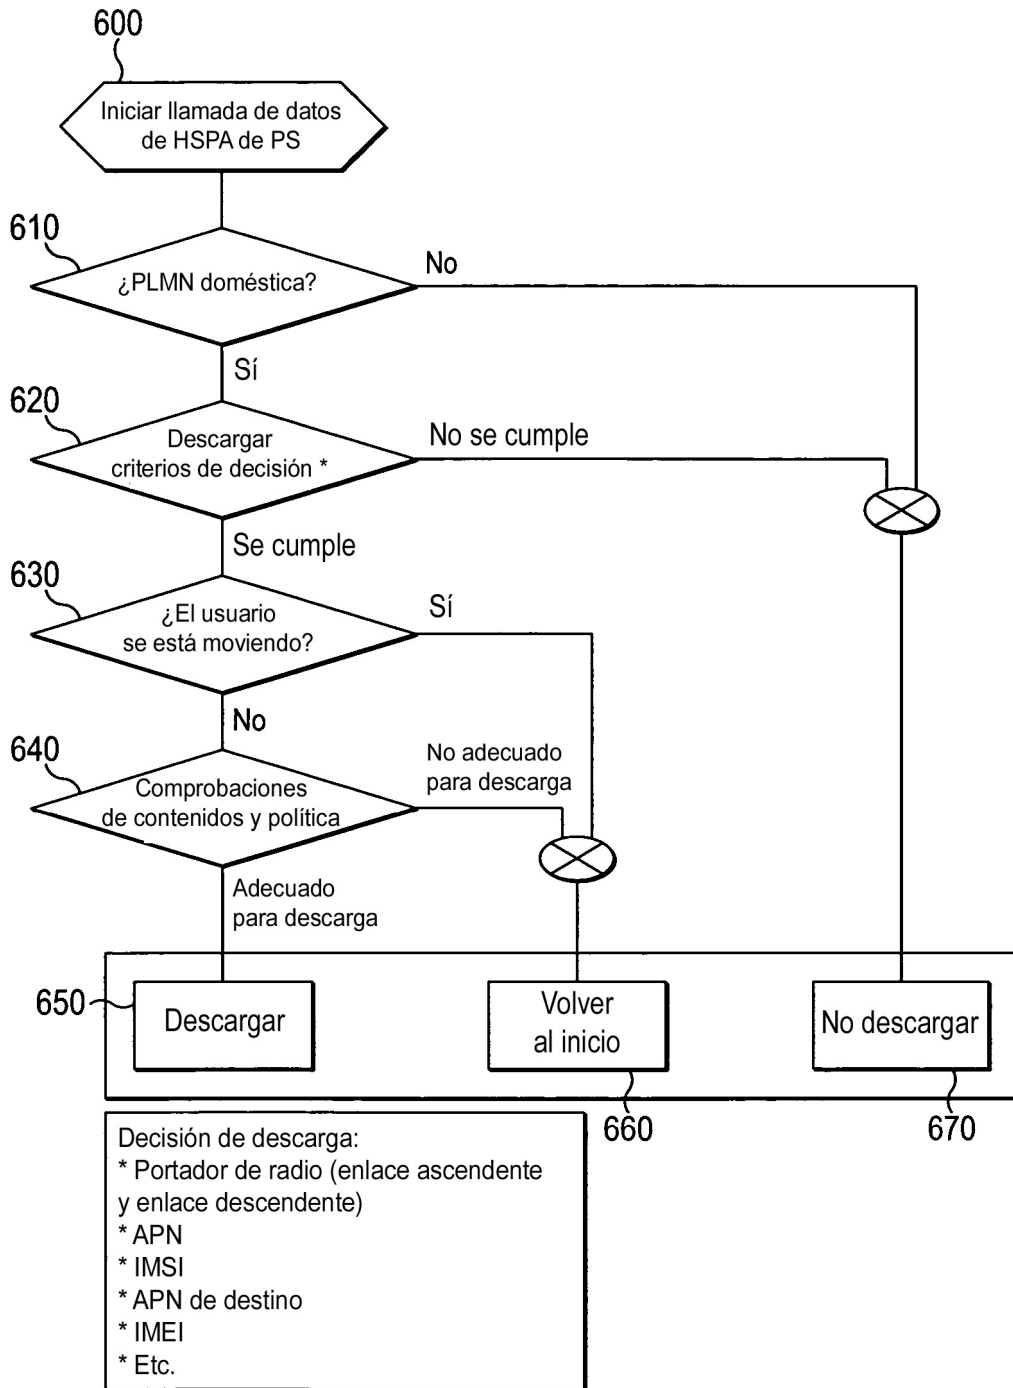 600
Iniciar llamada de datos
de HSPA de PS
610
¿PLMN doméstica?
No
Sí
620
Descargar
criterios de decisión *
No se cumple
Se cumple
630
¿El usuario
se está moviendo?
Sí
No
640
Comprobaciones
de contenidos y política
No adecuado
para descarga
Adecuado
para descarga
650
Descargar
Volver
al inicio
No descargar
660
670
Decisión de descarga:
* Portador de radio (enlace ascendente
y enlace descendente)
* APN
* IMSI
* APN de destino
* IMEI
* Etc.